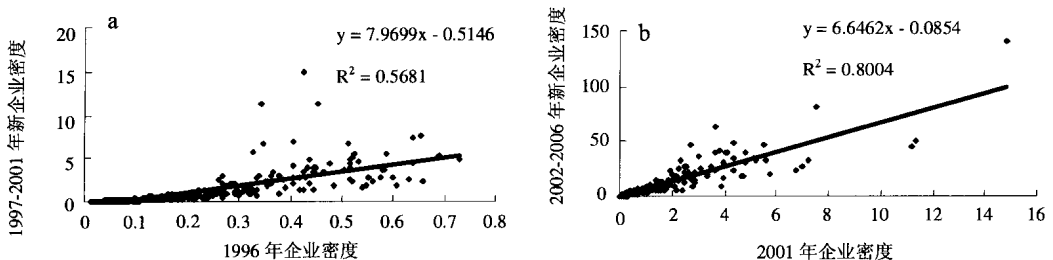 a
y = 7.9699x - 0.5146
R² = 0.5681
20
15
10
5
0
0 0.1 0.2 0.3 0.4 0.5 0.6 0.7 0.8
1997-2001 年新企业密度
1996 年企业密度
b
y = 6.6462x - 0.0854
R² = 0.8004
150
100
50
0
0 2 4 6 8 10 12 14 16
2002-2006 年新企业密度
2001 年企业密度